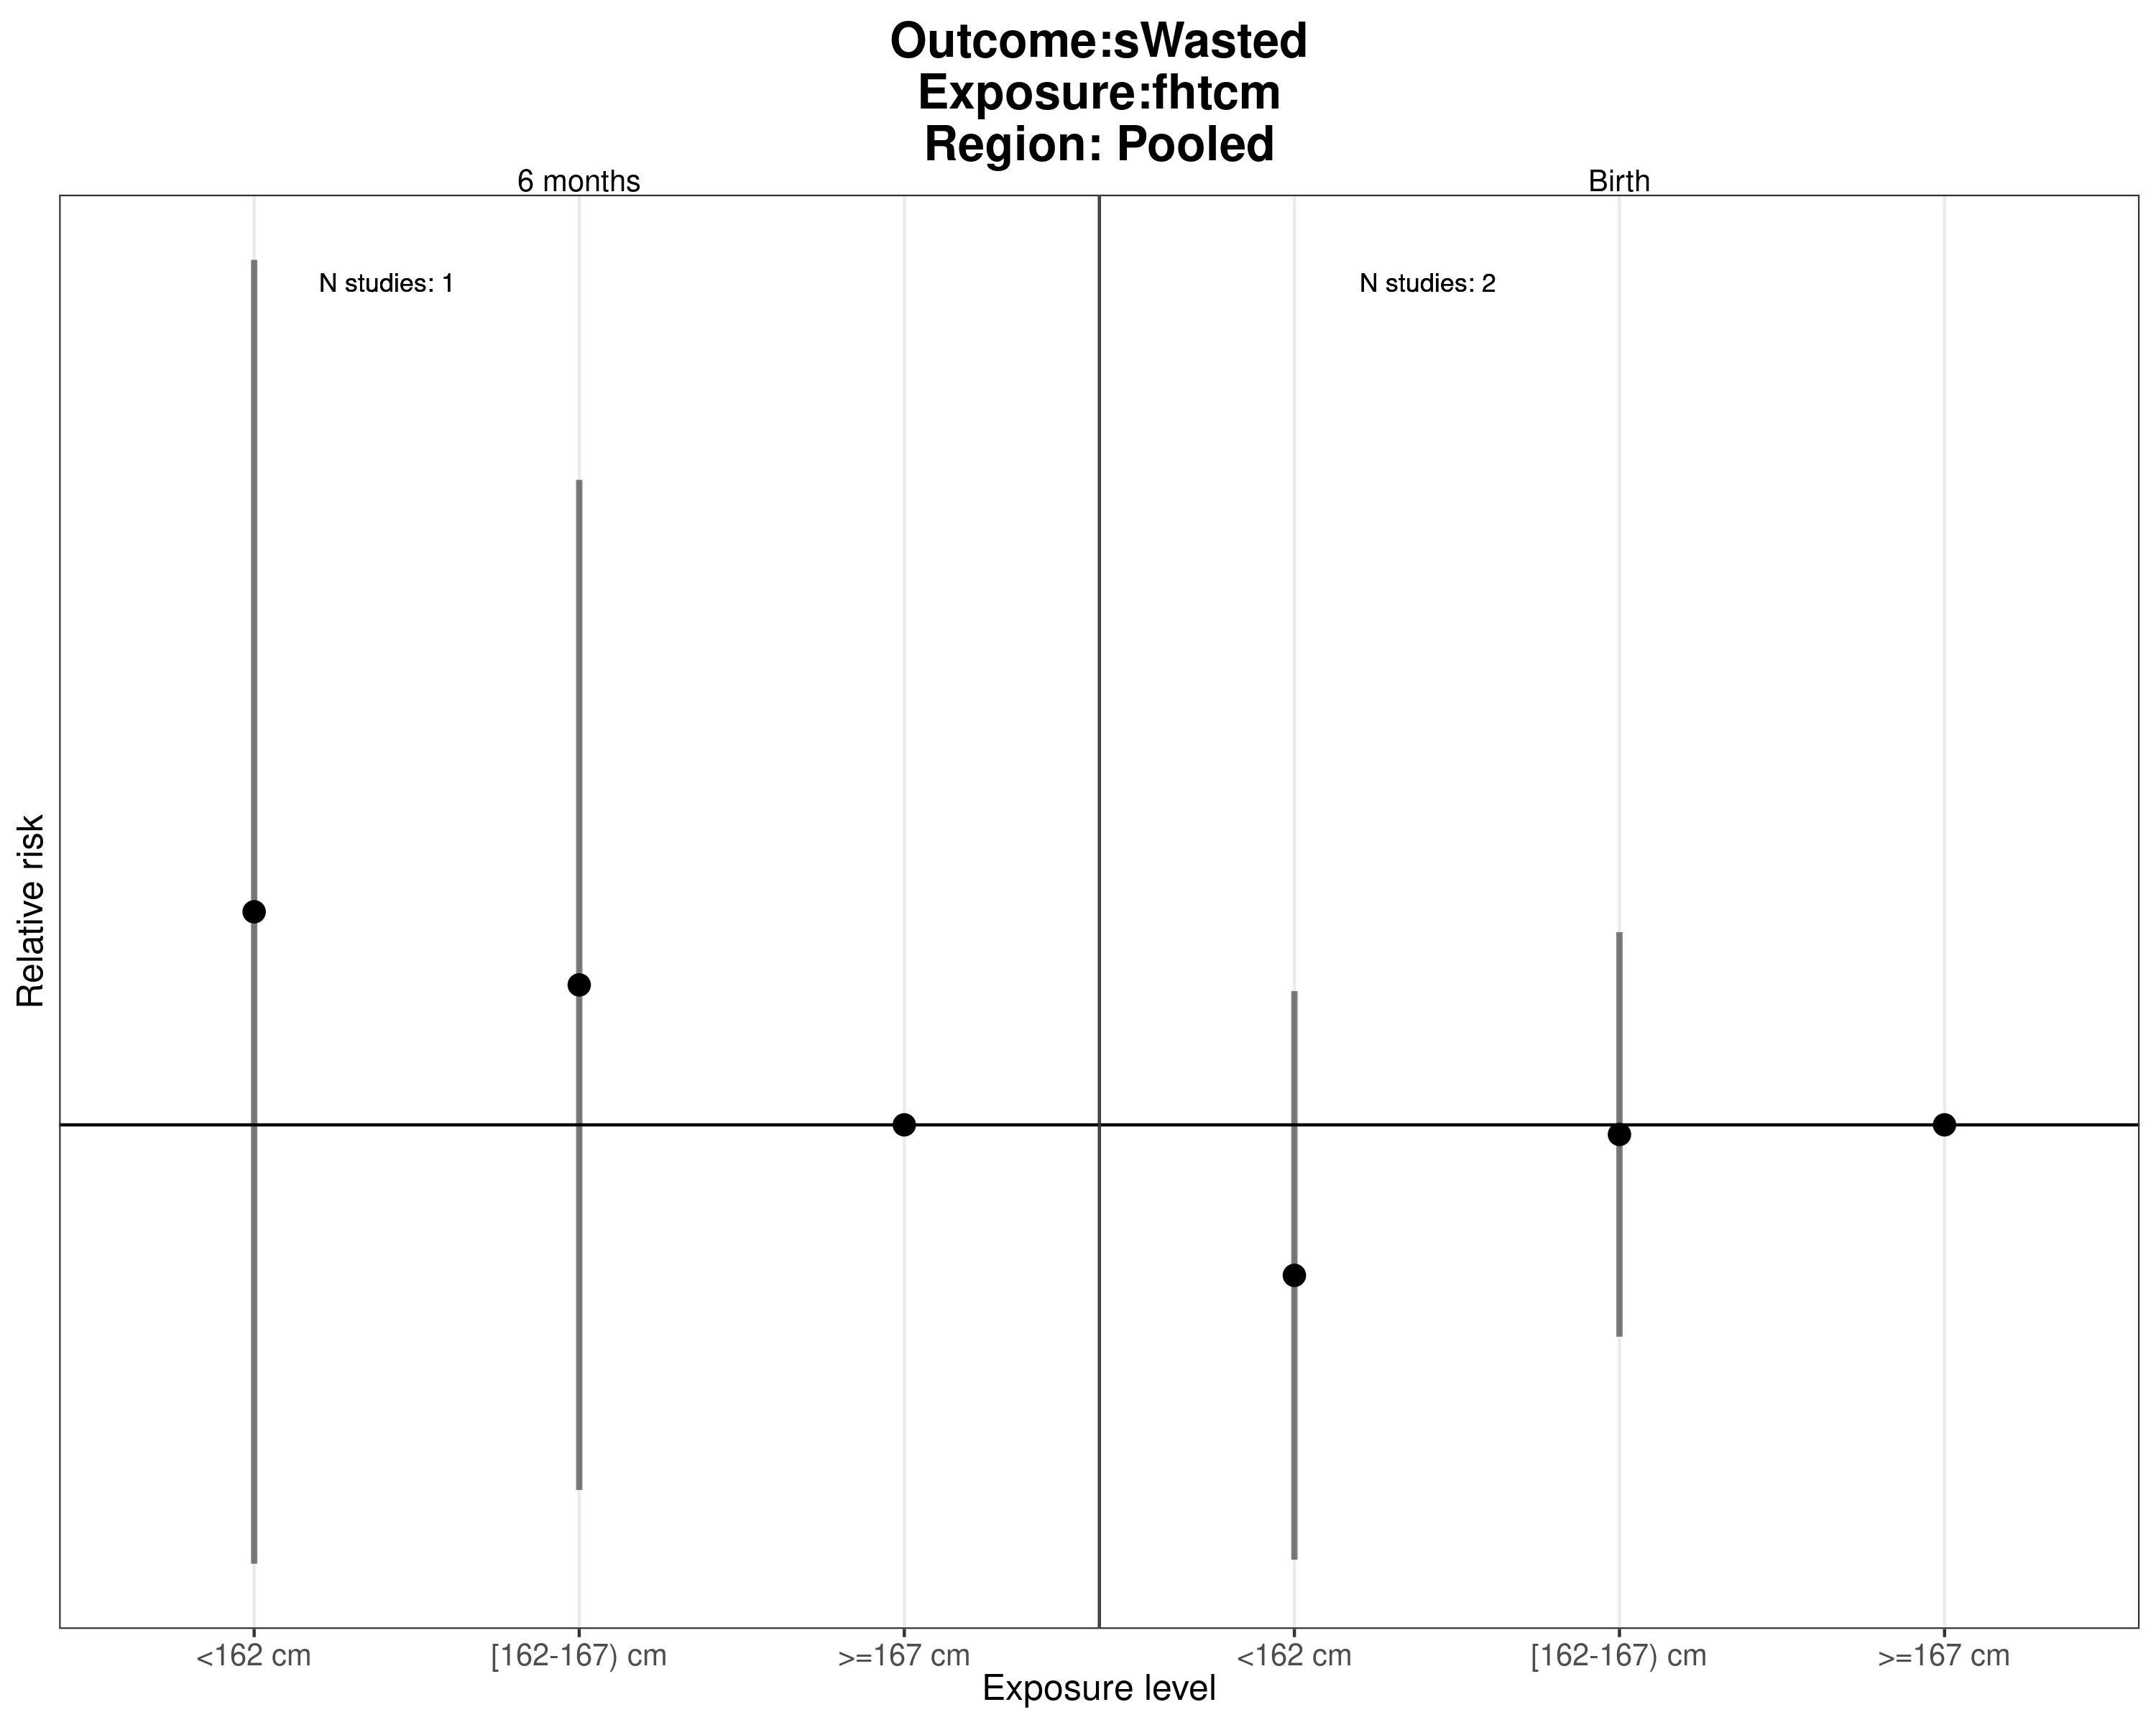 Outcome:sWasted
Exposure:fhtcm
Region: Pooled
6 months
Birth
N studies: 1
N studies: 2
Relative risk
<162 cm
[162-167) cm
>=167 cm
<162 cm
[162-167) cm
>=167 cm
Exposure level